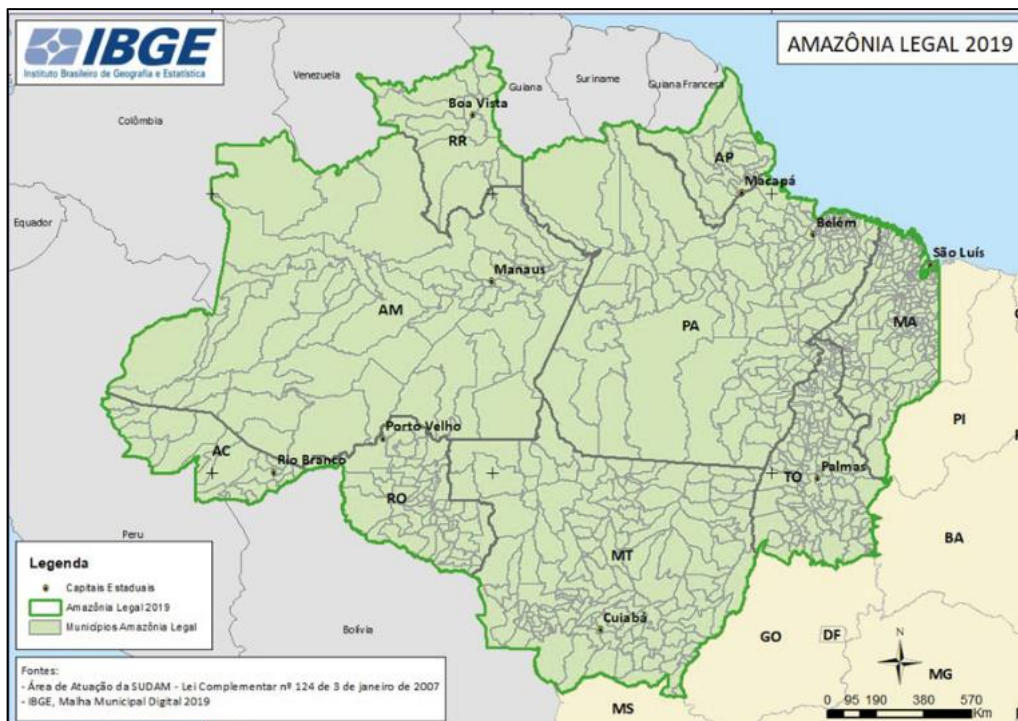 IBGE
Instituto Brasileiro de Geografia e Estatística
AMAZÔNIA LEGAL 2019
Venezuela
Guiana
Suriname
Guiana Francesa
Colômbia
Boa Vista
RR
AP
Macapá
Equador
Belém
São Luís
Manaus
AM
PA
MA
PI
Porto Velho
AC
Rio Branco
RO
TO
Palmas
Peru
MT
BA
Cuiabá
Bolívia
GO
DF
MG
MS
Legenda
Capitais Estaduais
Amazônia Legal 2019
Municípios Amazônia Legal
Fontes:
- Área de Atuação da SUDAM - Lei Complementar nº 124 de 3 de janeiro de 2007
- IBGE, Malha Municipal Digital 2019
N
0 95 190 380 570
Km